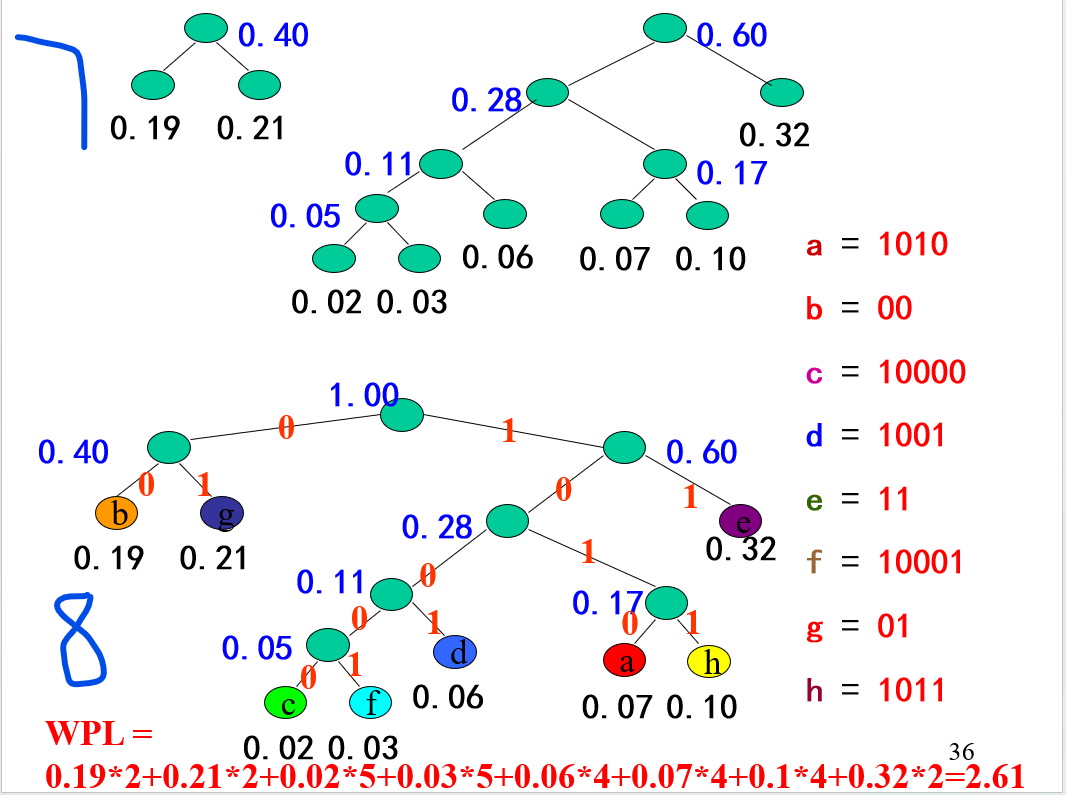 7
0.40
0.60
0.19 0.21
0.28
0.32
0.11
0.17
0.05
0.06
0.07 0.10
0.02 0.03
a = 1010
b = 00
c = 10000
d = 1001
e = 11
f = 10001
g = 01
h = 1011
1.00
0 1
0.40
0.60
0 1
0 1
b g
e
0.19 0.21
0.28
0.32
0 1
0.11
0.17
0 1
0 1
8
0.05
d
a h
0 1
0.06
0.07 0.10
c f
0.02 0.03
WPL =
0.19*2+0.21*2+0.02*5+0.03*5+0.06*4+0.07*4+0.1*4+0.32*2=2.61
36